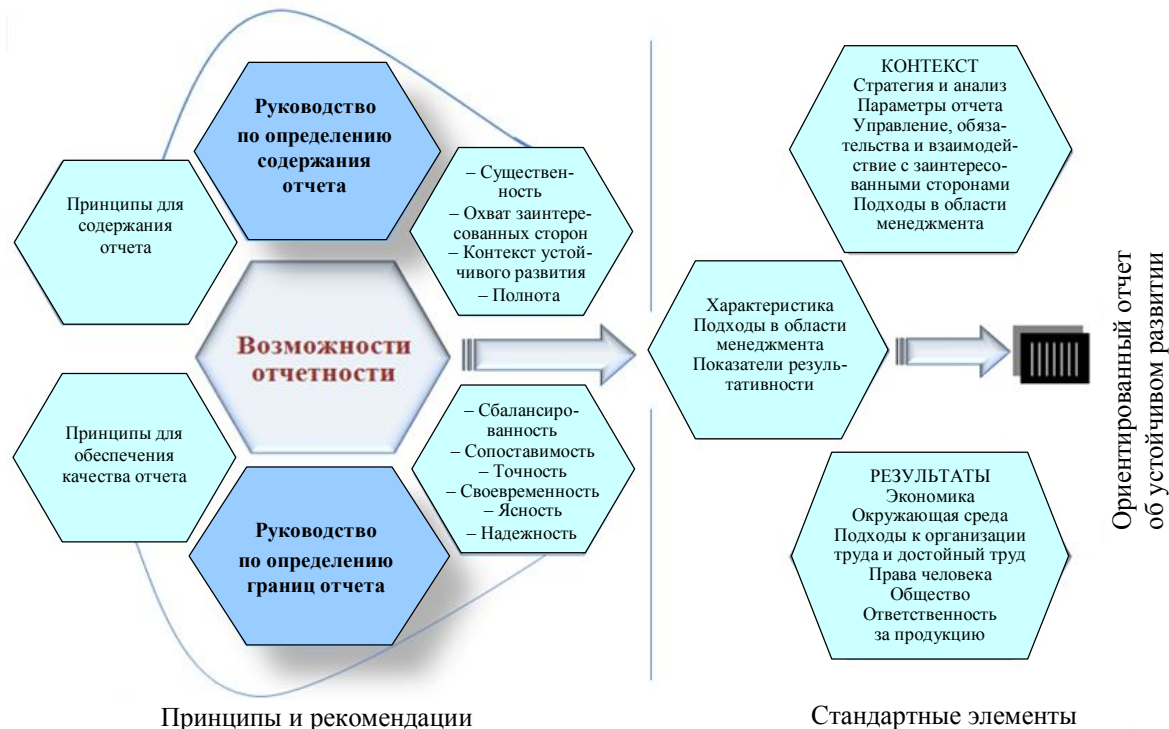 Руководство
по определению
содержания
отчета
Принципы для
содержания
отчета
– Существен-
ность
– Охват заинтере-
сованных сторон
– Контекст устой-
чивого развития
– Полнота
Возможности
отчетности
Принципы для
обеспечения
качества отчета
– Сбалансиро-
ванность
– Сопоставимость
– Точность
– Своевременность
– Ясность
– Надежность
Руководство
по определению
границ отчета
Принципы и рекомендации
КОНТЕКСТ
Стратегия и анализ
Параметры отчета
Управление, обяза-
тельства и взаимодей-
ствие с заинтересо-
ванными сторонами
Подходы в области
менеджмента
Характеристика
Подходы в области
менеджмента
Показатели резуль-
тативности
РЕЗУЛЬТАТЫ
Экономика
Окружающая среда
Подходы к организации
труда и достойный труд
Права человека
Общество
Ответственность
за продукцию
Стандартные элементы
Ориентированный отчет
об устойчивом развитии